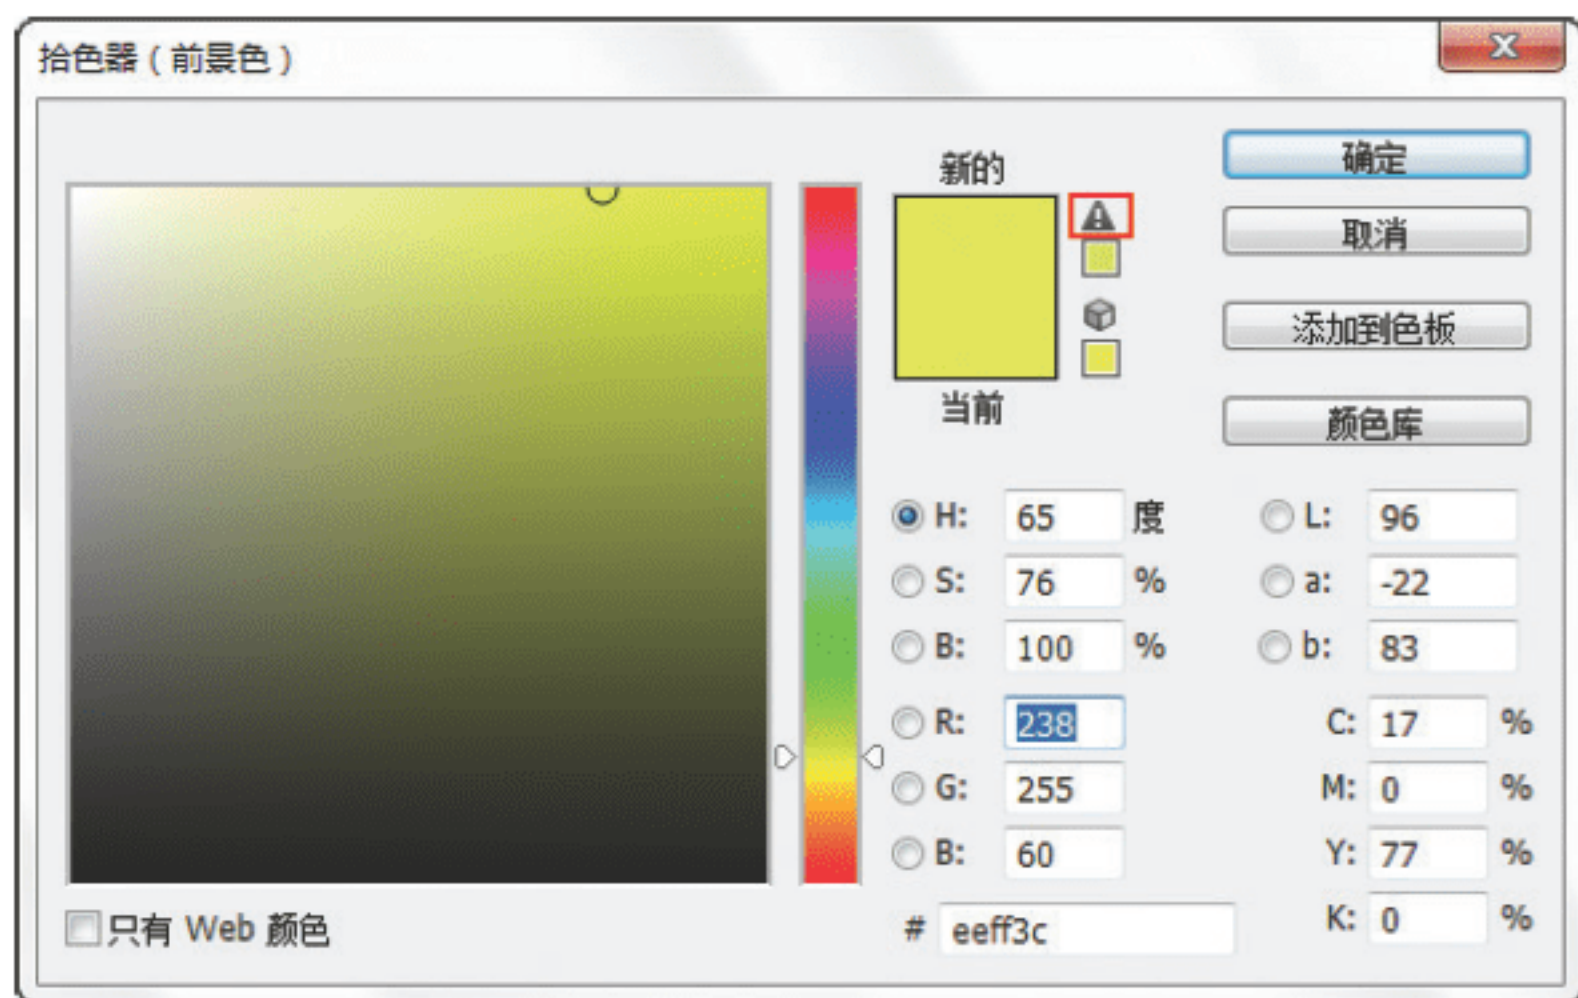 拾色器（前景色）
新的
当前
确定
取消
添加到色板
颜色库
H: 65 度
S: 76 %
B: 100 %
R: 238
G: 255
B: 60
# eeff3c
L: 96
a: -22
b: 83
C: 17 %
M: 0 %
Y: 77 %
K: 0 %
只有 Web 颜色